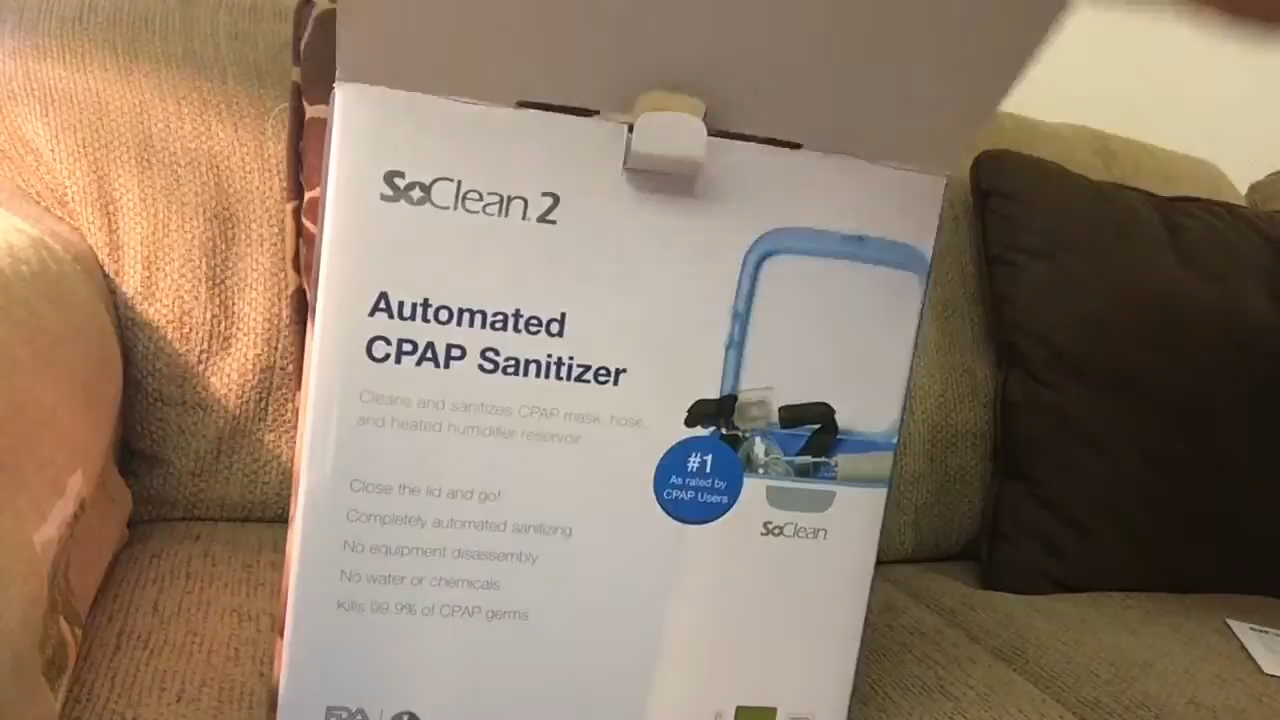 SoClean 2
Automated
CPAP Sanitizer
Cleans and sanitizes CPAP mask, hose,
and heated humidifier reservoir
Close the lid and go!
Completely automated sanitizing
No equipment disassembly
No water or chemicals
Kills 99.9% of CPAP germs
#1
As rated by
CPAP Users
SoClean